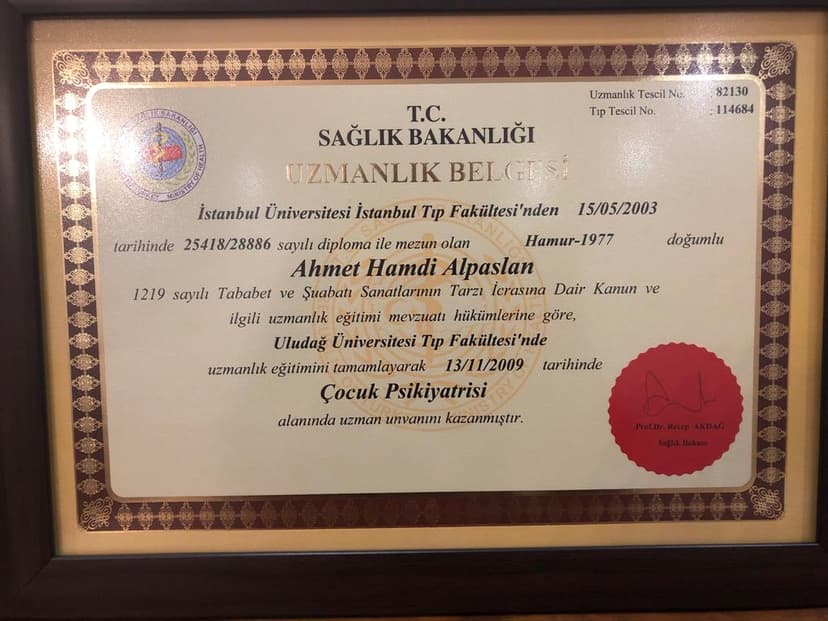 Uzmanlık Tescil No. : 82130
Tıp Tescil No. : 114684
T.C.
SAĞLIK BAKANLIĞI
UZMANLIK BELGESİ
İstanbul Üniversitesi İstanbul Tıp Fakültesi'nden 15/05/2003
tarihinde 25418/28886 sayılı diploma ile mezun olan Hamur-1977 doğumlu
Ahmet Hamdi Alpaslan
1219 sayılı Tababet ve Şuabatı Sanatlarının Tarzı İcrasına Dair Kanun ve
ilgili uzmanlık eğitimi mevzuatı hükümlerine göre,
Uludağ Üniversitesi Tıp Fakültesi'nde
uzmanlık eğitimini tamamlayarak 13/11/2009 tarihinde
Çocuk Psikiyatrisi
alanında uzman unvanını kazanmıştır.
Prof.Dr. Recep AKDAĞ
Sağlık Bakanı